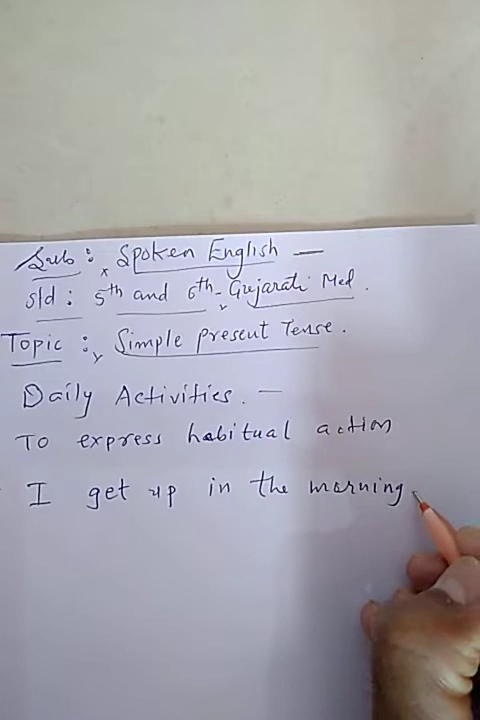 Sub : Spoken English —
Std : 5th and 6th - Gujarati Med .
Topic : Simple Present Tense .
Daily Activities . —
To express habitual action
I get up in the morning